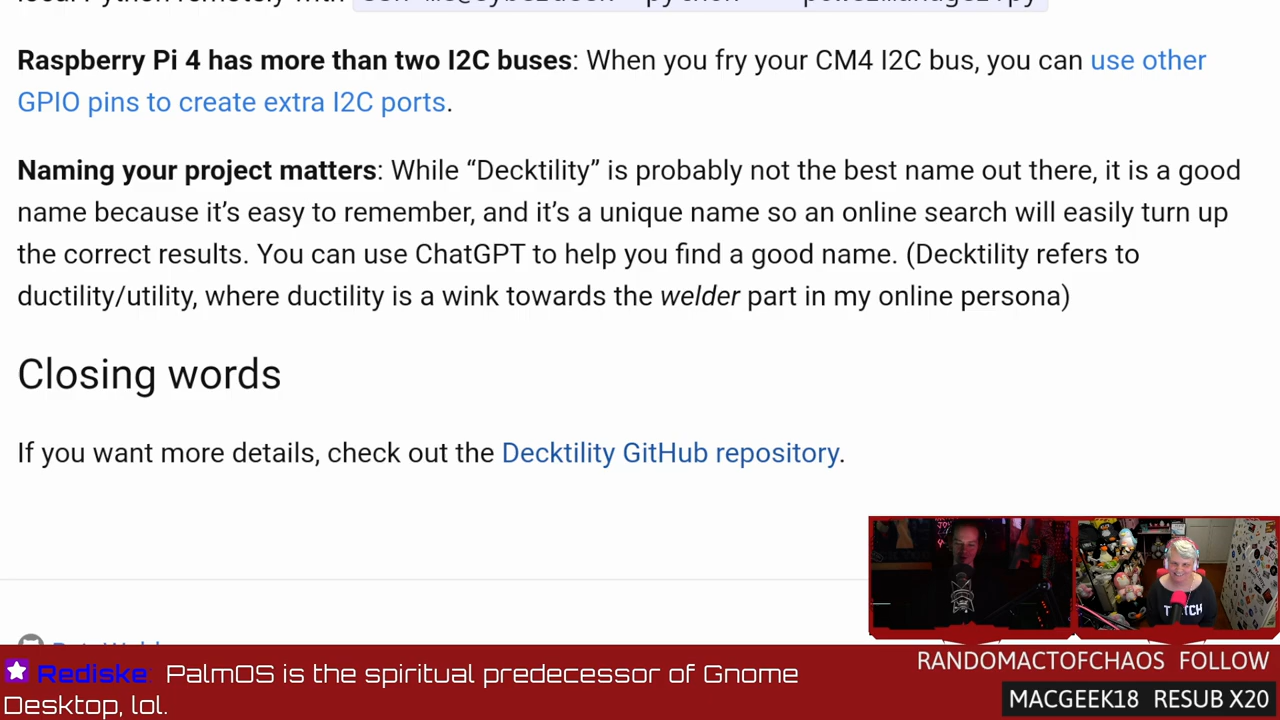 Raspberry Pi 4 has more than two I2C buses: When you fry your CM4 I2C bus, you can use other
GPIO pins to create extra I2C ports.
Naming your project matters: While “Decktility” is probably not the best name out there, it is a good
name because it’s easy to remember, and it’s a unique name so an online search will easily turn up
the correct results. You can use ChatGPT to help you find a good name. (Decktility refers to
ductility/utility, where ductility is a wink towards the welder part in my online persona)
Closing words
If you want more details, check out the Decktility GitHub repository.
TWITCH
Rediske: PalmOS is the spiritual predecessor of Gnome
Desktop, lol.
RANDOMACTOFCHAOS FOLLOW
MACGEEK18 RESUB X20